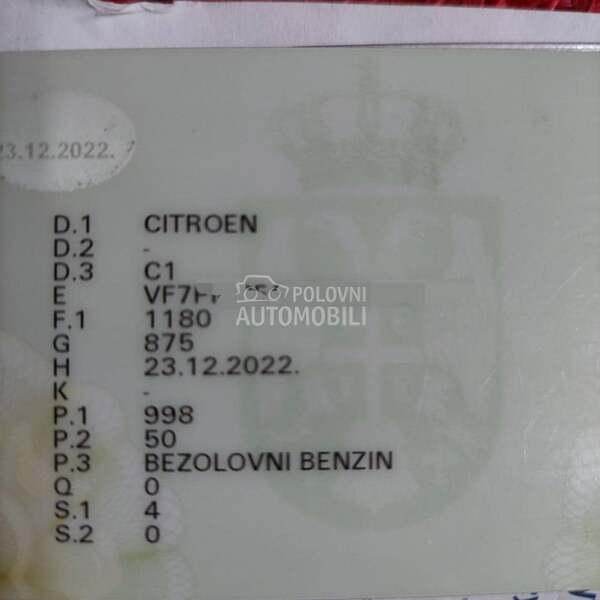 23.12.2022.
D.1 CITROEN
D.2 -
D.3 C1
E
F.1 1180
G 875
H 23.12.2022.
K -
P.1 998
P.2 50
P.3 BEZOLOVNI BENZIN
Q 0
S.1 4
S.2 0
POLOVNI
AUTOMOBILI